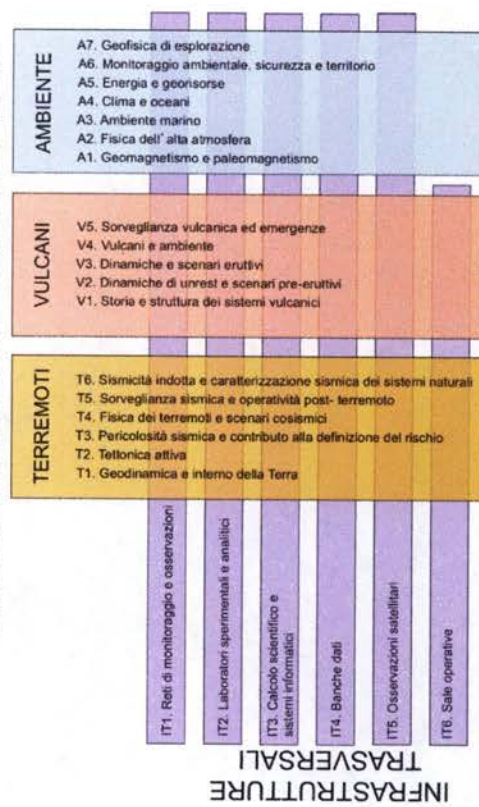 AMBIENTE
A7. Geofisica di esplorazione
A6. Monitoraggio ambientale, sicurezza e territorio
A5. Energia e georisorse
A4. Clima e oceani
A3. Ambiente marino
A2. Fisica dell' alta atmosfera
A1. Geomagnetismo e paleomagnetismo
VULCANI
V5. Sorveglianza vulcanica ed emergenze
V4. Vulcani e ambiente
V3. Dinamiche e scenari eruttivi
V2. Dinamiche di unrest e scenari pre-eruttivi
V1. Storia e struttura dei sistemi vulcanici
TERREMOTI
T6. Sismicità indotta e caratterizzazione sismica dei sistemi naturali
T5. Sorveglianza sismica e operatività post- terremoto
T4. Fisica dei terremoti e scenari cosismici
T3. Pericolosità sismica e contributo alla definizione del rischio
T2. Tettonica attiva
T1. Geodinamica e interno della Terra
IT1. Reti di monitoraggio e osservazioni
IT2. Laboratori sperimentali e analitici
IT3. Calcolo scientifico e
sistemi informatici
IT4. Banche dati
IT5. Osservazioni satellitari
IT6. Sale operative
INFRASTRUTTURE
TRASVERSALI